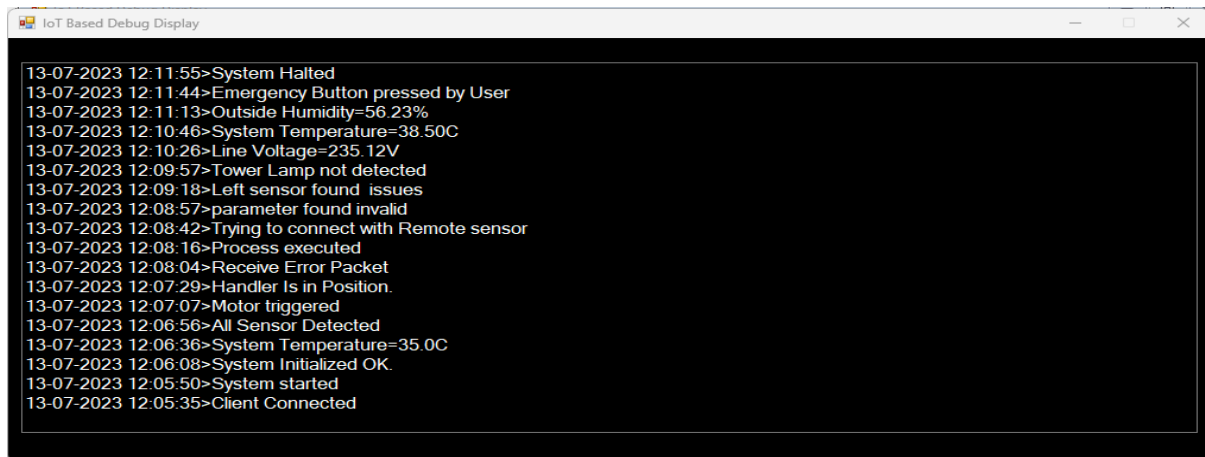 IoT Based Debug Display
13-07-2023 12:11:55>System Halted
13-07-2023 12:11:44>Emergency Button pressed by User
13-07-2023 12:11:13>Outside Humidity=56.23%
13-07-2023 12:10:46>System Temperature=38.50C
13-07-2023 12:10:26>Line Voltage=235.12V
13-07-2023 12:09:57>Tower Lamp not detected
13-07-2023 12:09:18>Left sensor found  issues
13-07-2023 12:08:57>parameter found invalid
13-07-2023 12:08:42>Trying to connect with Remote sensor
13-07-2023 12:08:16>Process executed
13-07-2023 12:08:04>Receive Error Packet
13-07-2023 12:07:29>Handler Is in Position.
13-07-2023 12:07:07>Motor triggered
13-07-2023 12:06:56>All Sensor Detected
13-07-2023 12:06:36>System Temperature=35.0C
13-07-2023 12:06:08>System Initialized OK.
13-07-2023 12:05:50>System started
13-07-2023 12:05:35>Client Connected